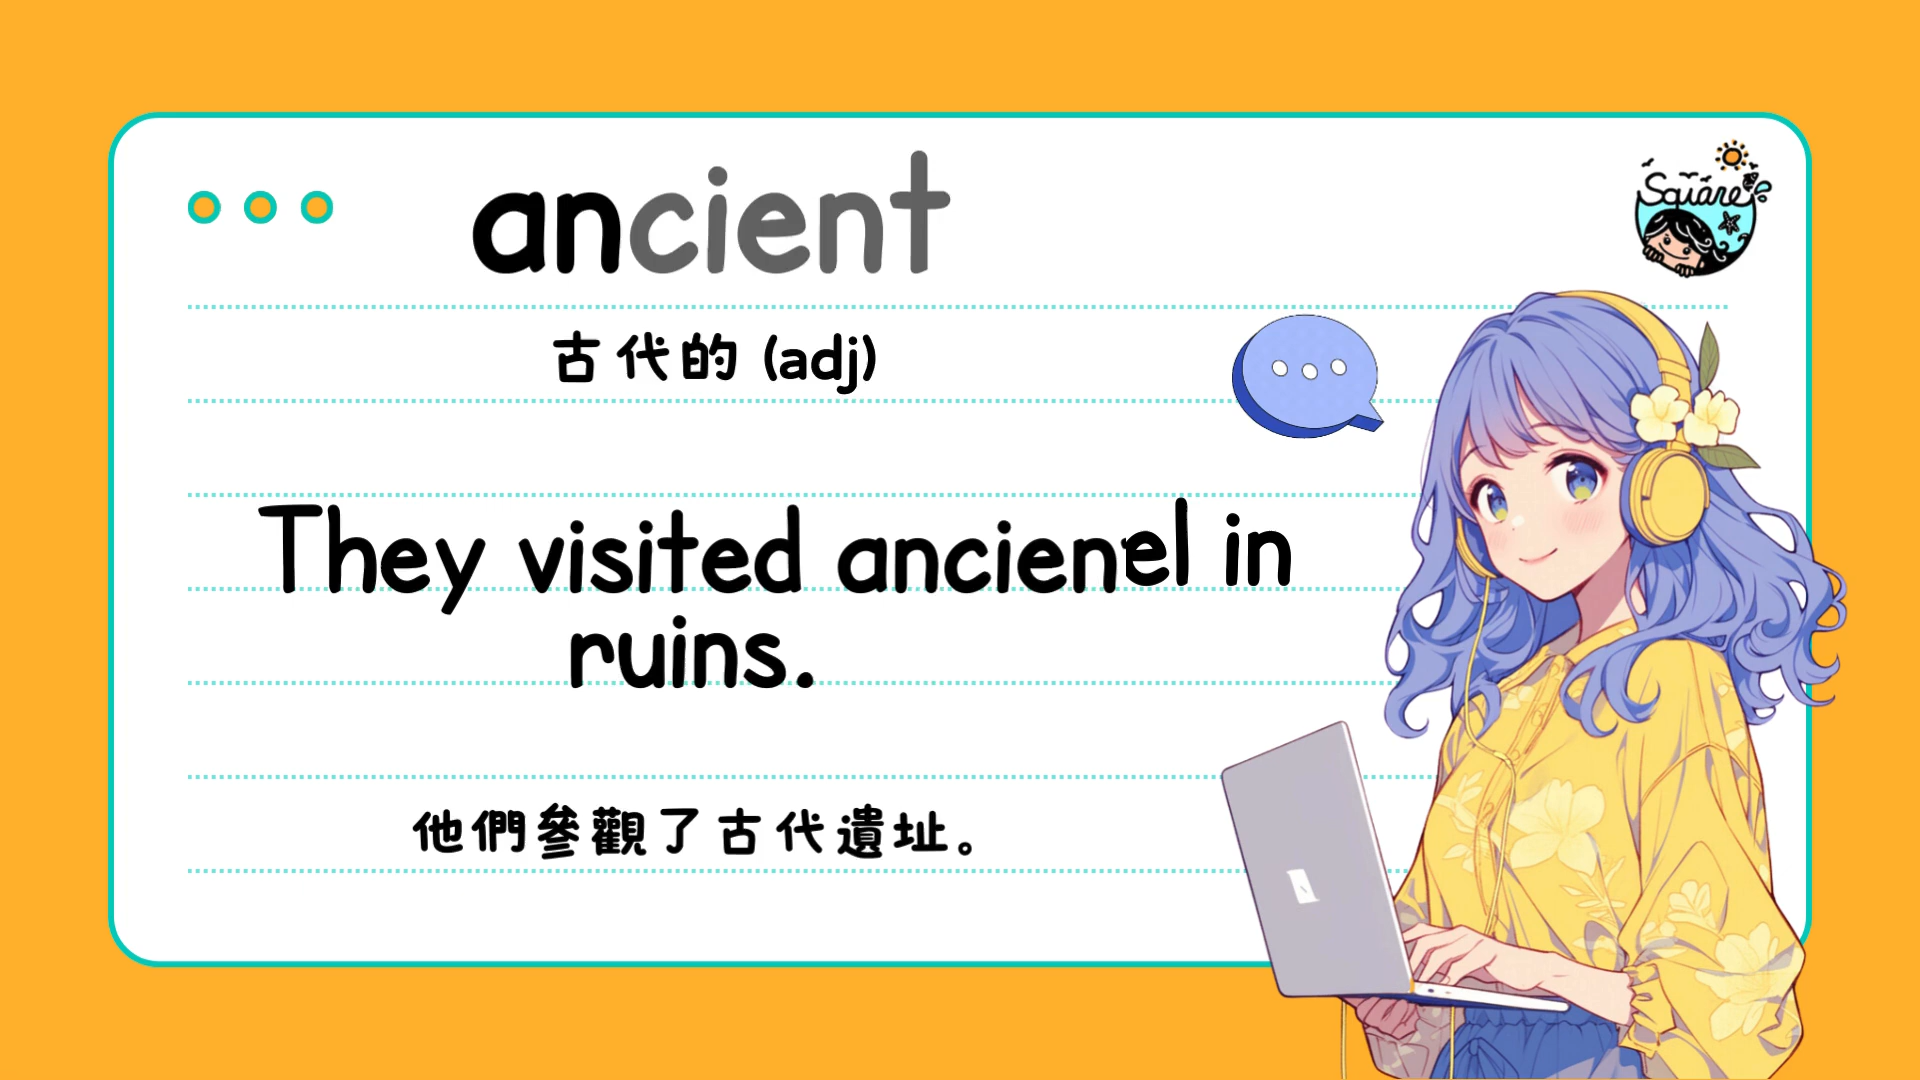 ancient
Square
古代的 (adj)
They visited ancienel in
ruins.
他們參觀了古代遺址。